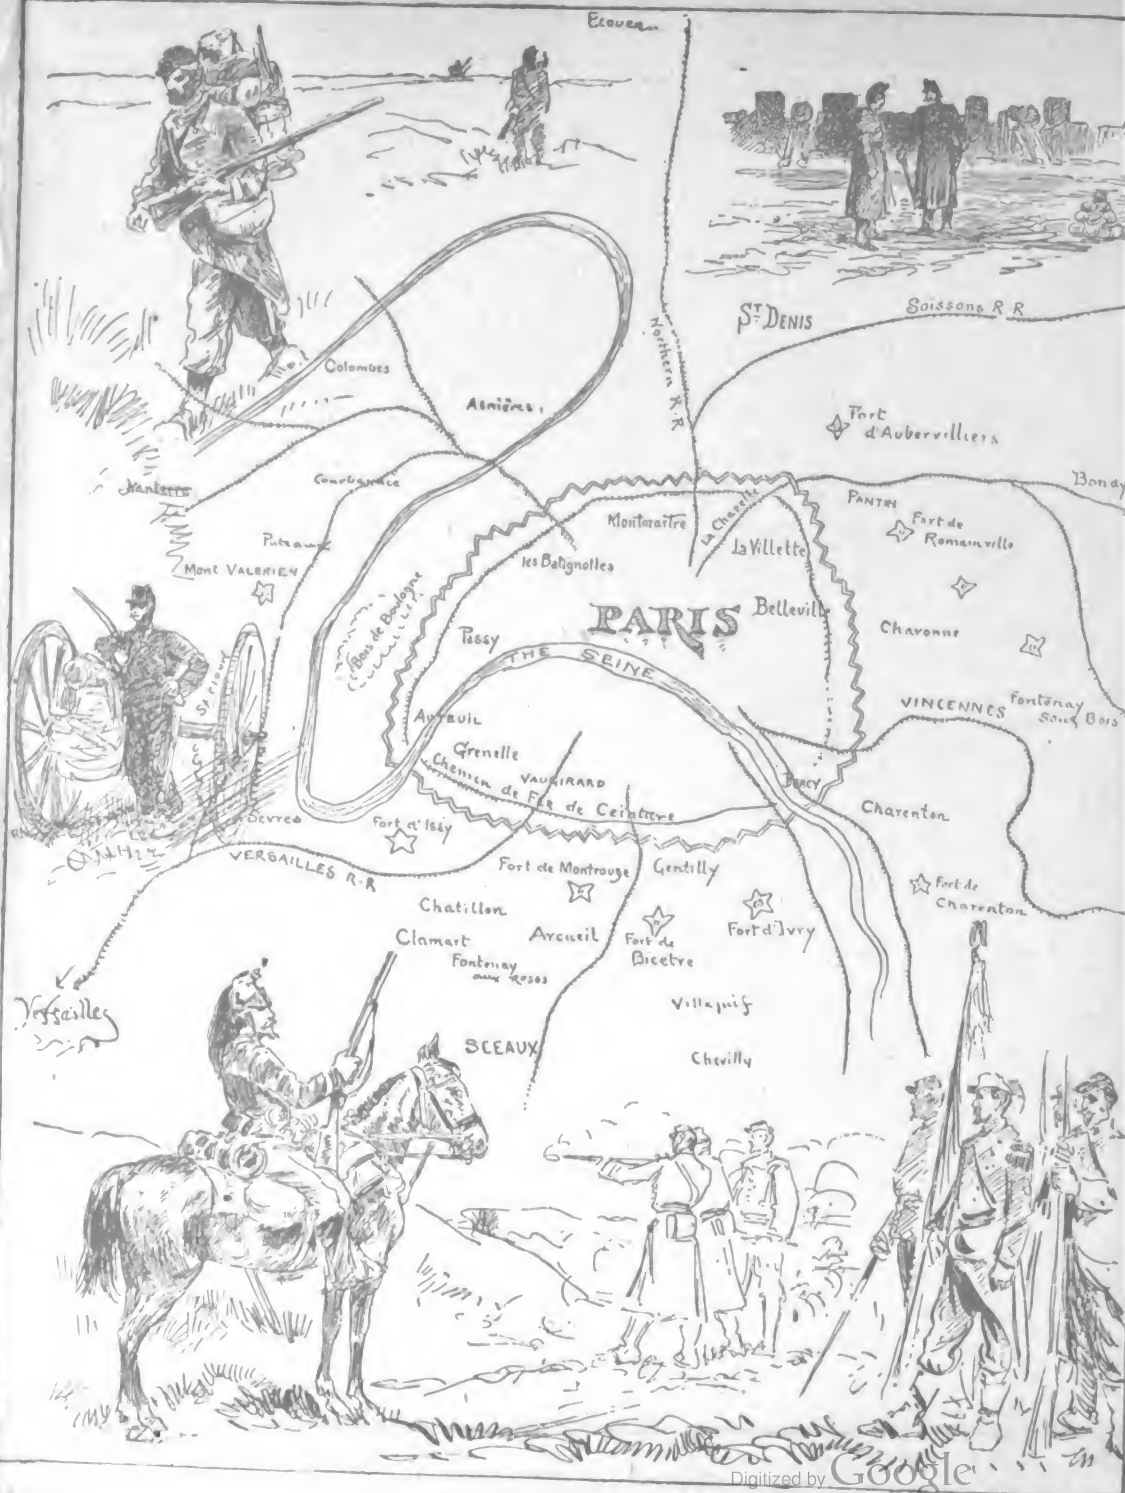 Ecouen
Soissons R.R
ST DENIS
Northern R.R
Colombes
Asnières
Fort
d'Aubervilliers
Nanterre
Courbevoie
Bondy
PANTIN
Montmartre
La Chapelle
Fort de
Romainville
Puteaux
les Batignolles
La Villette
MONT VALERIEN
Bois de Boulogne
PARIS
Belleville
Passy
Charonne
THE SEINE
St Cloud
VINCENNES
Fontenay
Sous Bois
AUTEUIL
Grenelle
VAUGIRARD
Chemin de Fer de Ceinture
BERCY
Charenton
Sevres
Fort d'Issy
VERSAILLES R.R
Fort de Montrouge
Gentilly
Fort de
Charenton
Chatillon
Clamart
Arcueil
Fort de
Bicetre
Fort d'Ivry
Fontenay
aux Roses
Versailles
Villejuif
SCEAUX
Chevilly
Digitized by Google